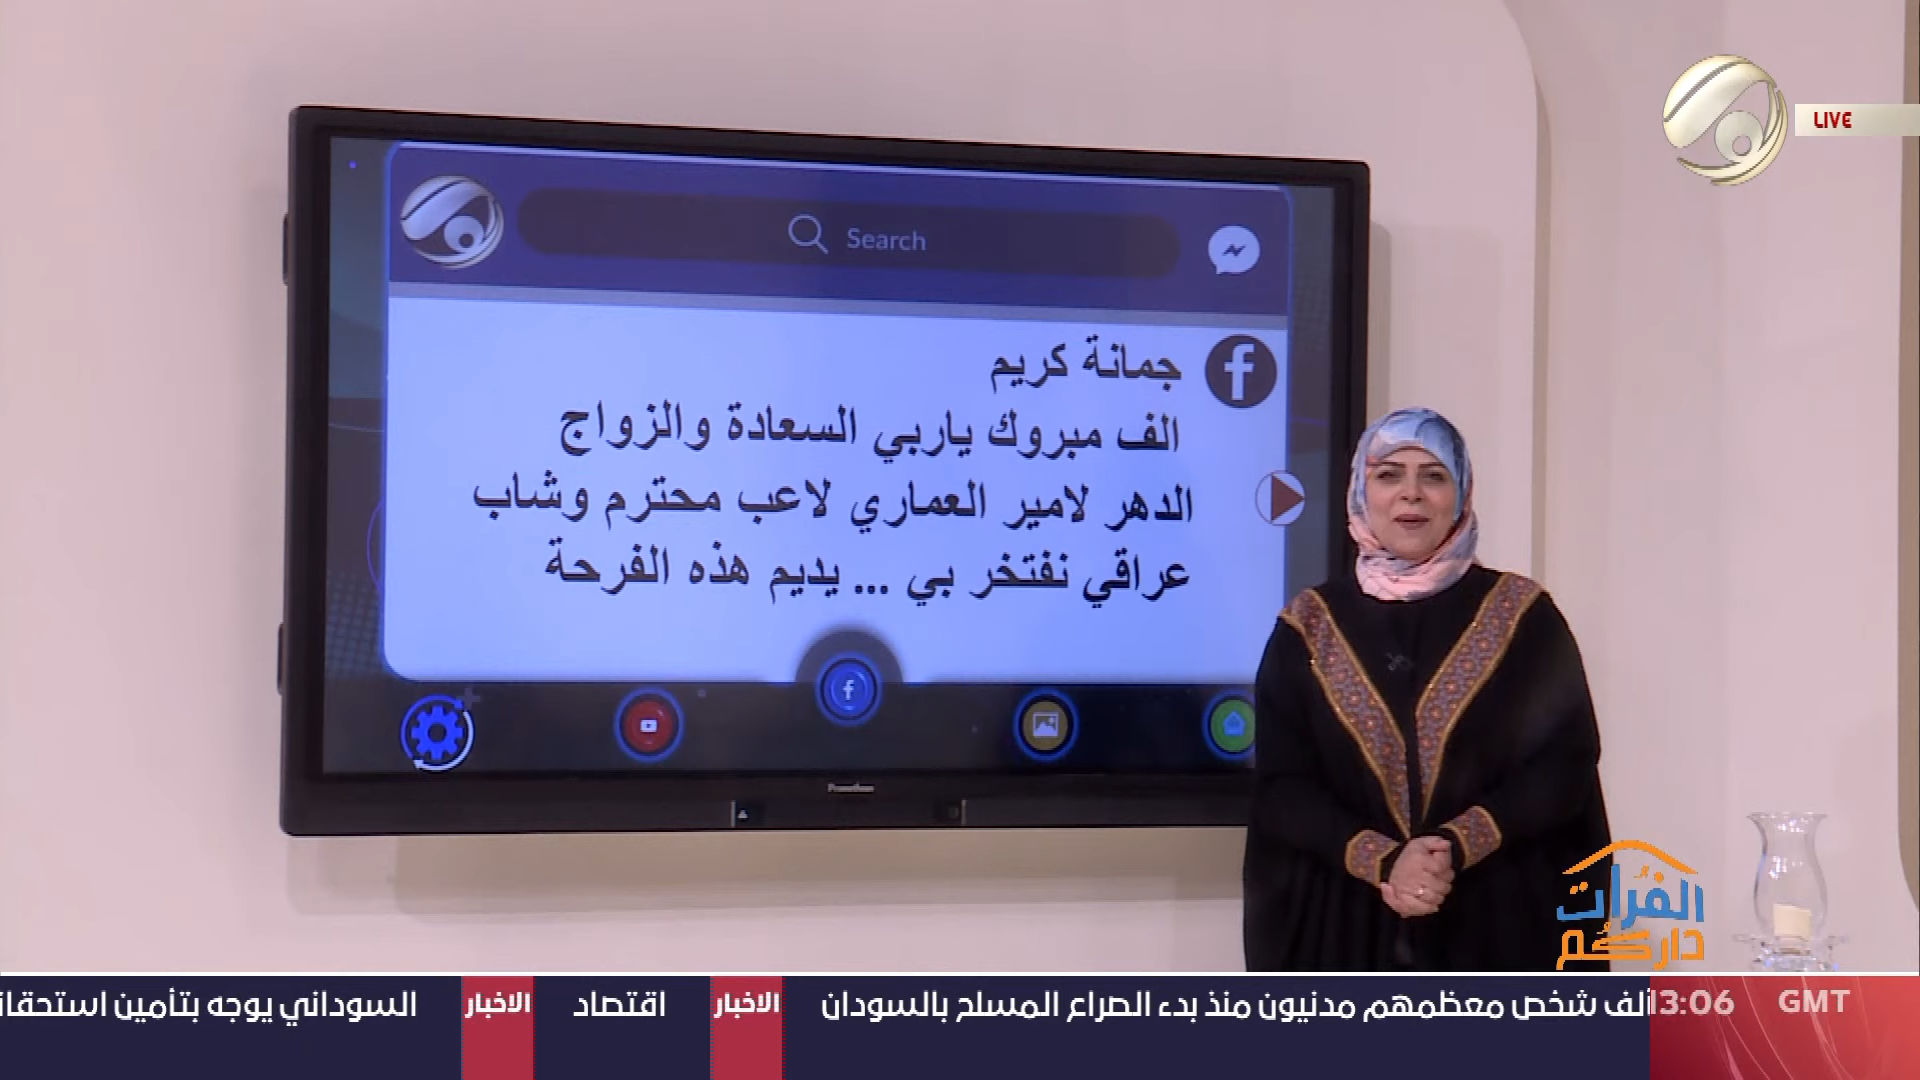 LIVE
Search
جمانة كريم
الف مبروك ياربي السعادة والزواج
الدهر لامير العماري لاعب محترم وشاب
عراقي نفتخر بي ... يديم هذه الفرحة
Promethean
الفرات
داركم
ألف شخص معظمهم مدنيون منذ بدء الصراع المسلح بالسودان
الاخبار
اقتصاد
الاخبار
السوداني يوجه بتأمين استحقا
13:06 GMT